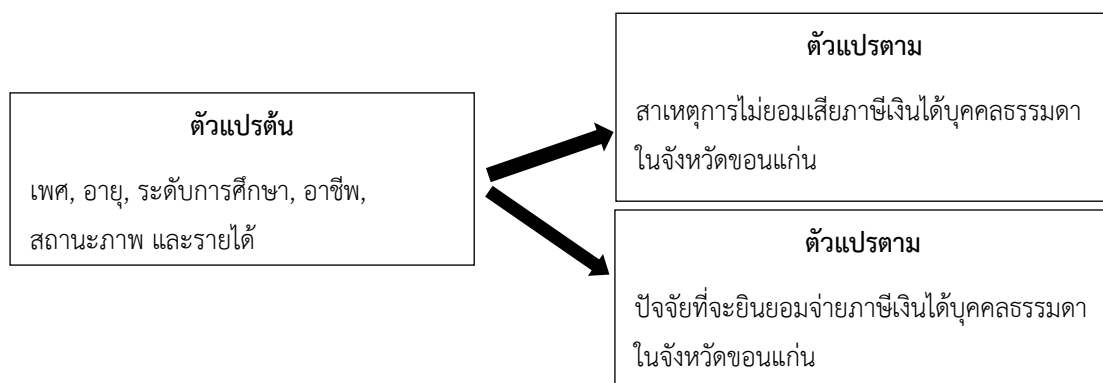 ตัวแปรต้น
เพศ, อายุ, ระดับการศึกษา, อาชีพ,
สถานะภาพ และรายได้
ตัวแปรตาม
สาเหตุการไม่ยอมเสียภาษีเงินได้บุคคลธรรมดา
ในจังหวัดขอนแก่น
ตัวแปรตาม
ปัจจัยที่จะยินยอมจ่ายภาษีเงินได้บุคคลธรรมดา
ในจังหวัดขอนแก่น